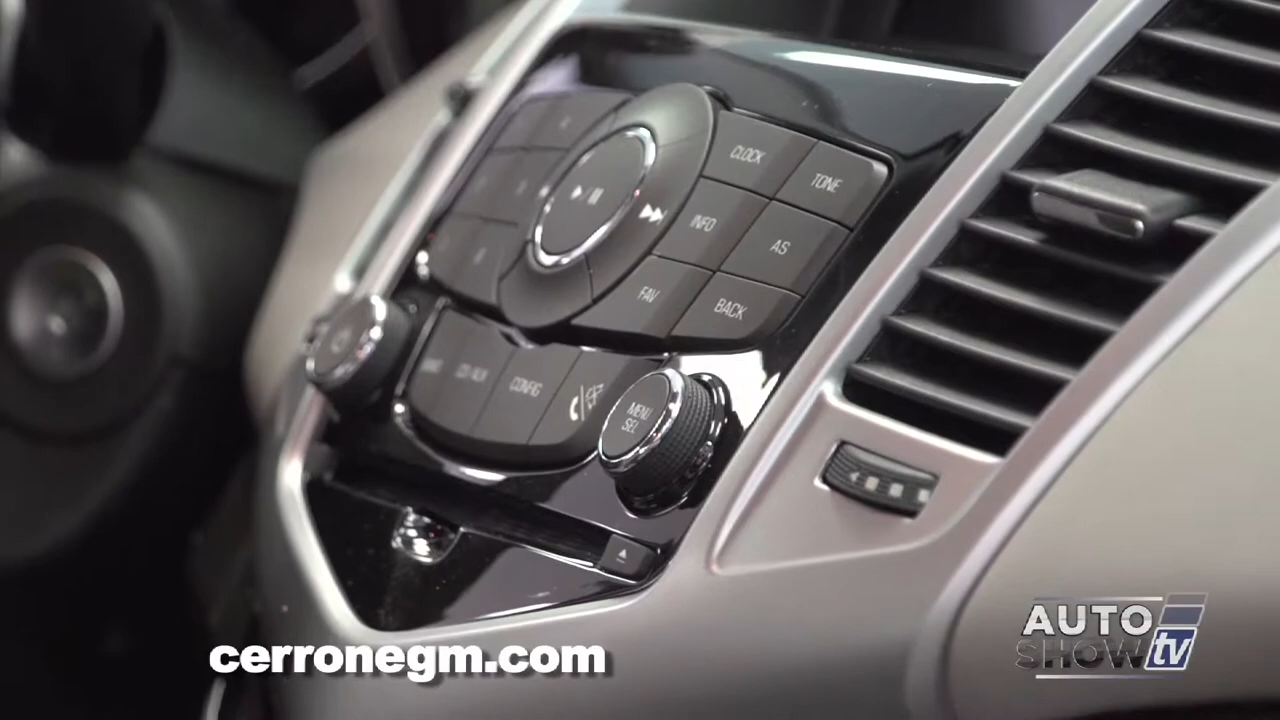 CLOCK
TONE
INFO
AS
FAV
BACK
CONFIG
MENU
SEL
cerronegm.com
AUTO
SHOW
tv